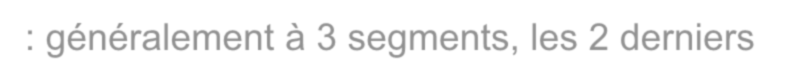 : généralement à 3 segments, les 2 derniers